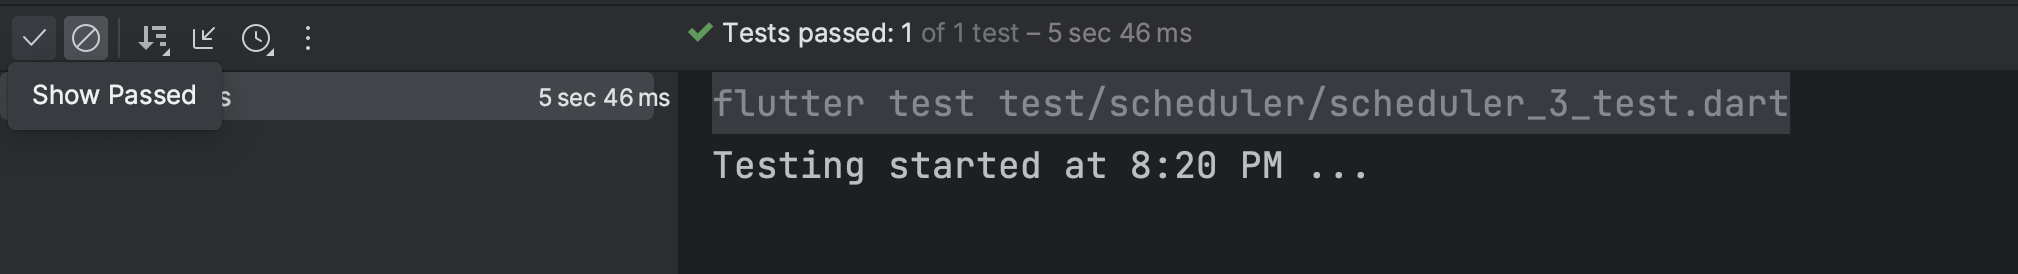 Tests passed: 1 of 1 test – 5 sec 46 ms
Show Passed
5 sec 46 ms
flutter test test/scheduler/scheduler_3_test.dart
Testing started at 8:20 PM ...